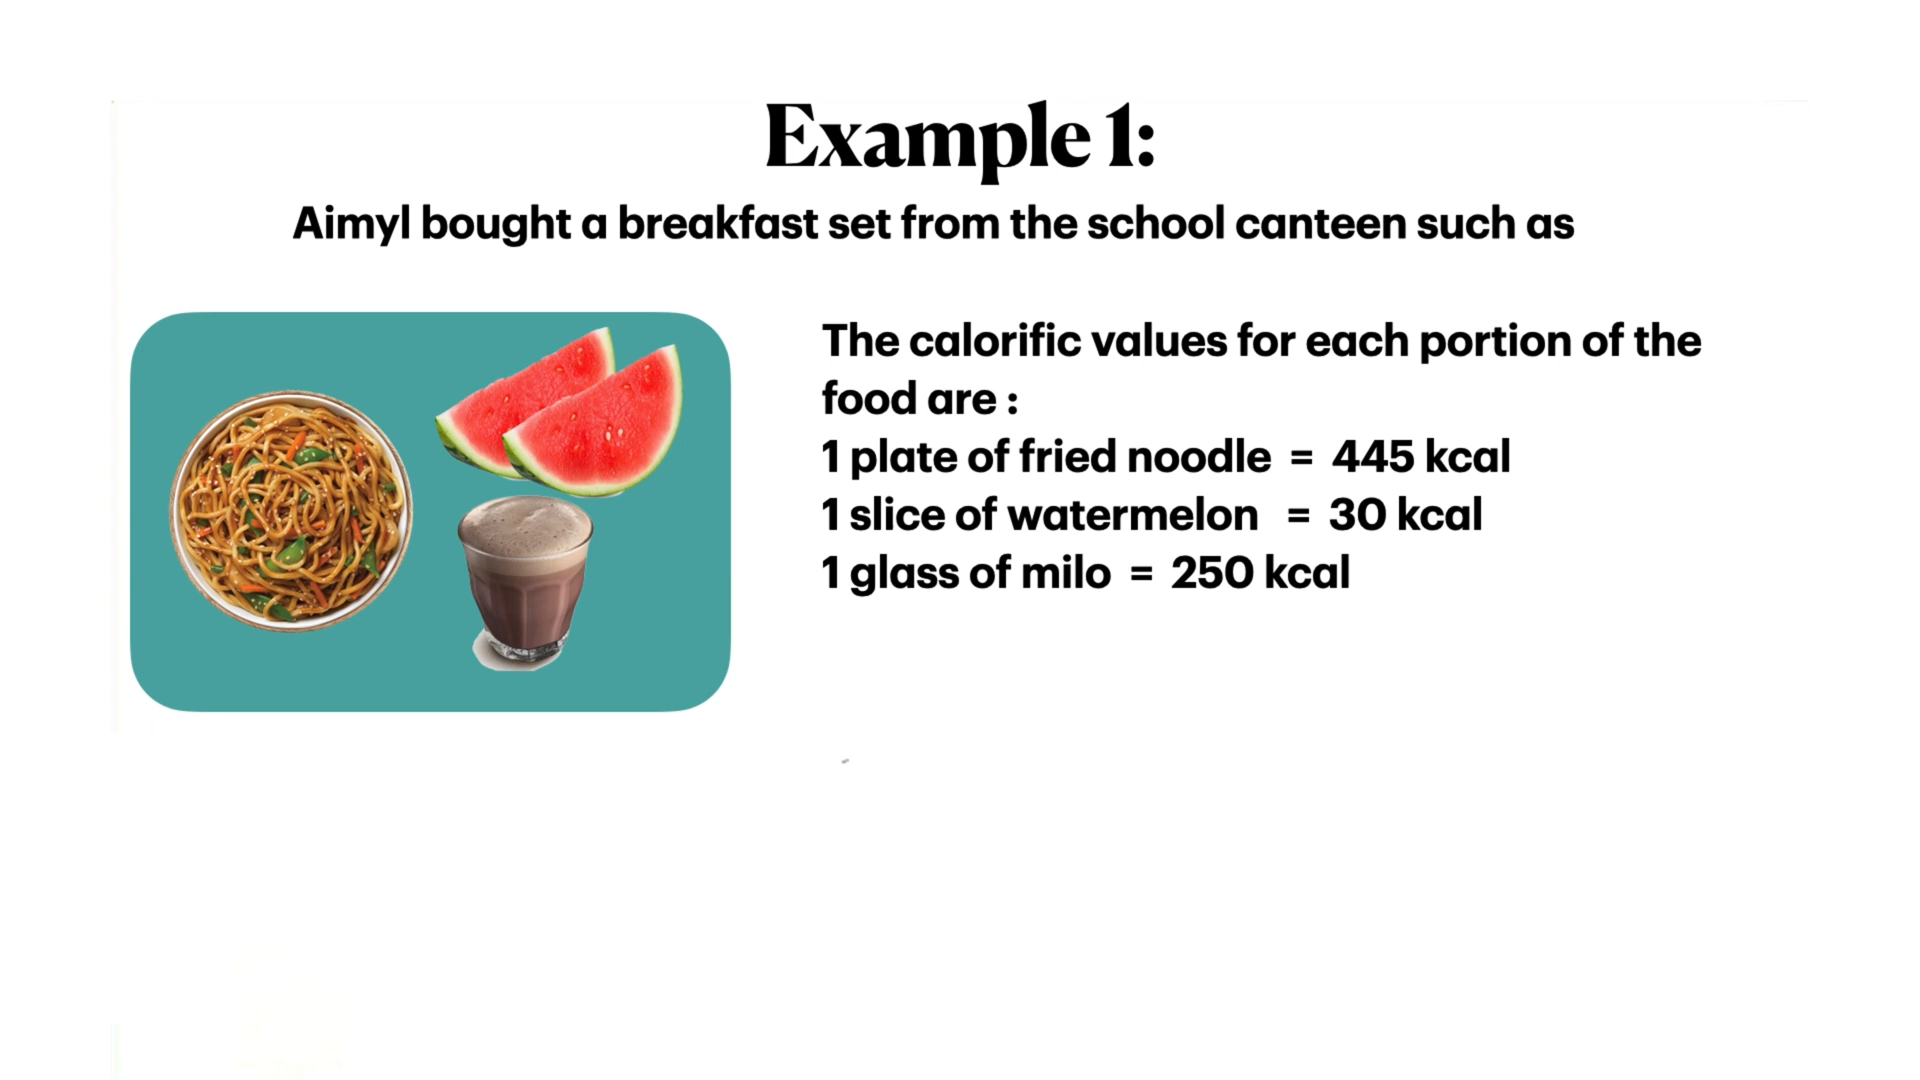 Example 1:
Aimyl bought a breakfast set from the school canteen such as
The calorific values for each portion of the
food are :
1 plate of fried noodle = 445 kcal
1 slice of watermelon = 30 kcal
1 glass of milo = 250 kcal